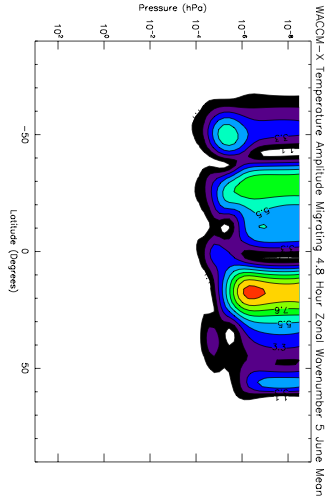 WACCM-X Temperature Amplitude Migrating 4.8 Hour Zonal Wavenumber 5 June Mean
Pressure (hPa)
10² 10⁰ 10⁻² 10⁻⁴ 10⁻⁶ 10⁻⁸
-50 0 50
Latitude (Degrees)
5.5
7.6
5.5